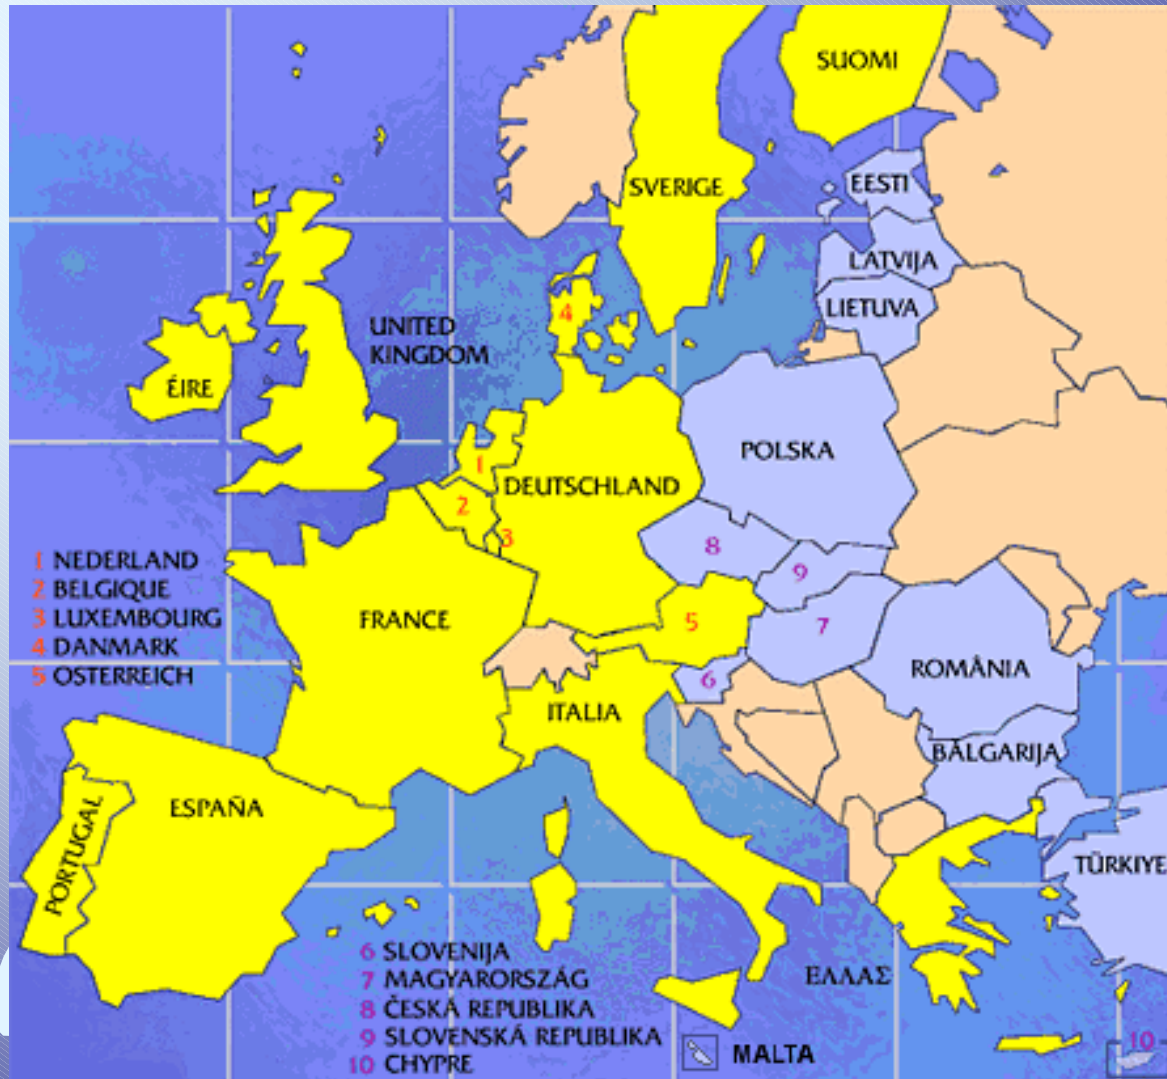 SUOMI
EESTI
SVERIGE
LATVIJA
LIETUVA
4
UNITED
KINGDOM
ÉIRE
POLSKA
1
DEUTSCHLAND
2
3
8
9
1 NEDERLAND
2 BELGIQUE
3 LUXEMBOURG
4 DANMARK
5 OSTERREICH
FRANCE
5
7
6
ROMÂNIA
ITALIA
BĂLGARIJA
ESPAÑA
PORTUGAL
TÜRKIYE
6 SLOVENIJA
7 MAGYARORSZÁG
8 ČESKÁ REPUBLIKA
9 SLOVENSKÁ REPUBLIKA
10 CHYPRE
ΕΛΛΑΣ
MALTA
10